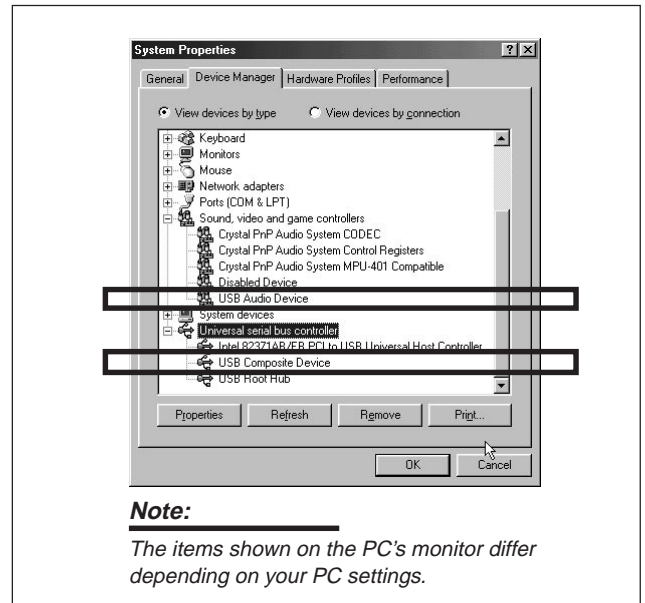 System Properties
General Device Manager Hardware Profiles Performance
View devices by type View devices by connection
Keyboard
Monitors
Mouse
Network adapters
Ports (COM & LPT)
Sound, video and game controllers
Crystal PnP Audio System CODEC
Crystal PnP Audio System Control Registers
Crystal PnP Audio System MPU-401 Compatible
Disabled Device
USB Audio Device
System devices
Universal serial bus controller
Intel 82371AB/EB PCI to USB Universal Host Controller
USB Composite Device
USB Root Hub
Properties Refresh Remove Print...
OK Cancel
Note:
The items shown on the PC's monitor differ
depending on your PC settings.